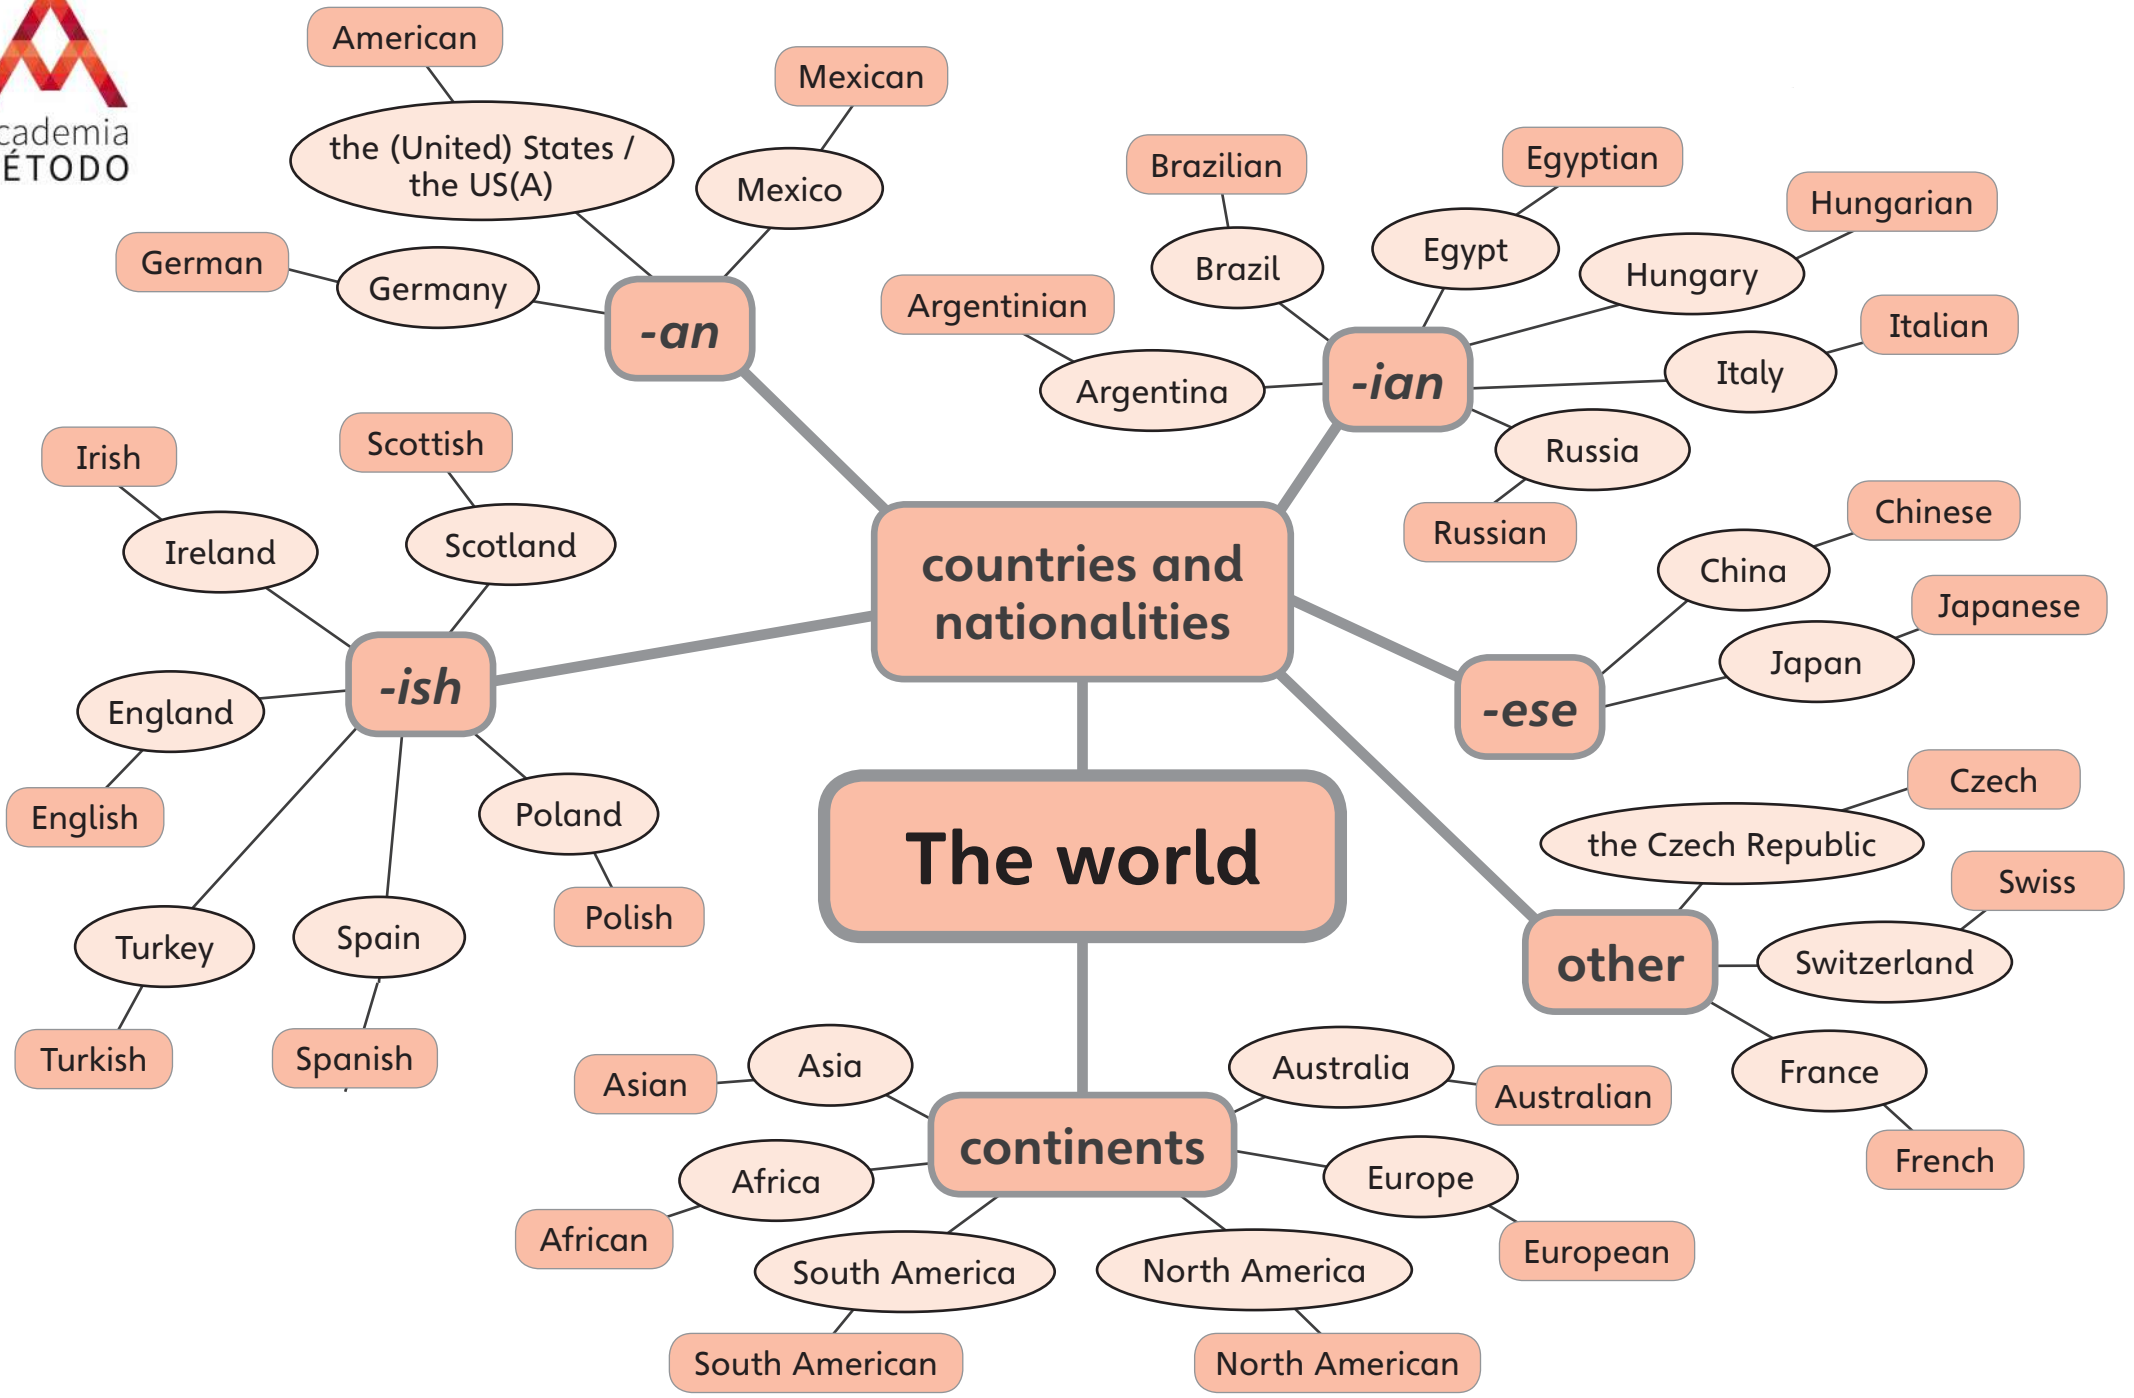 cademia
ÉTODO
American
the (United) States /
the US(A)
Mexican
Mexico
German
Germany
-an
Brazilian
Brazil
Egyptian
Egypt
Hungarian
Hungary
Argentinian
Argentina
-ian
Italian
Italy
Russia
Russian
Irish
Ireland
Scottish
Scotland
-ish
England
English
Poland
Polish
Turkey
Turkish
Spain
Spanish
countries and
nationalities
Chinese
China
Japanese
Japan
-ese
The world
Czech
the Czech Republic
Swiss
Switzerland
other
France
French
continents
Asia
Asian
Africa
African
South America
South American
North America
North American
Australia
Australian
Europe
European